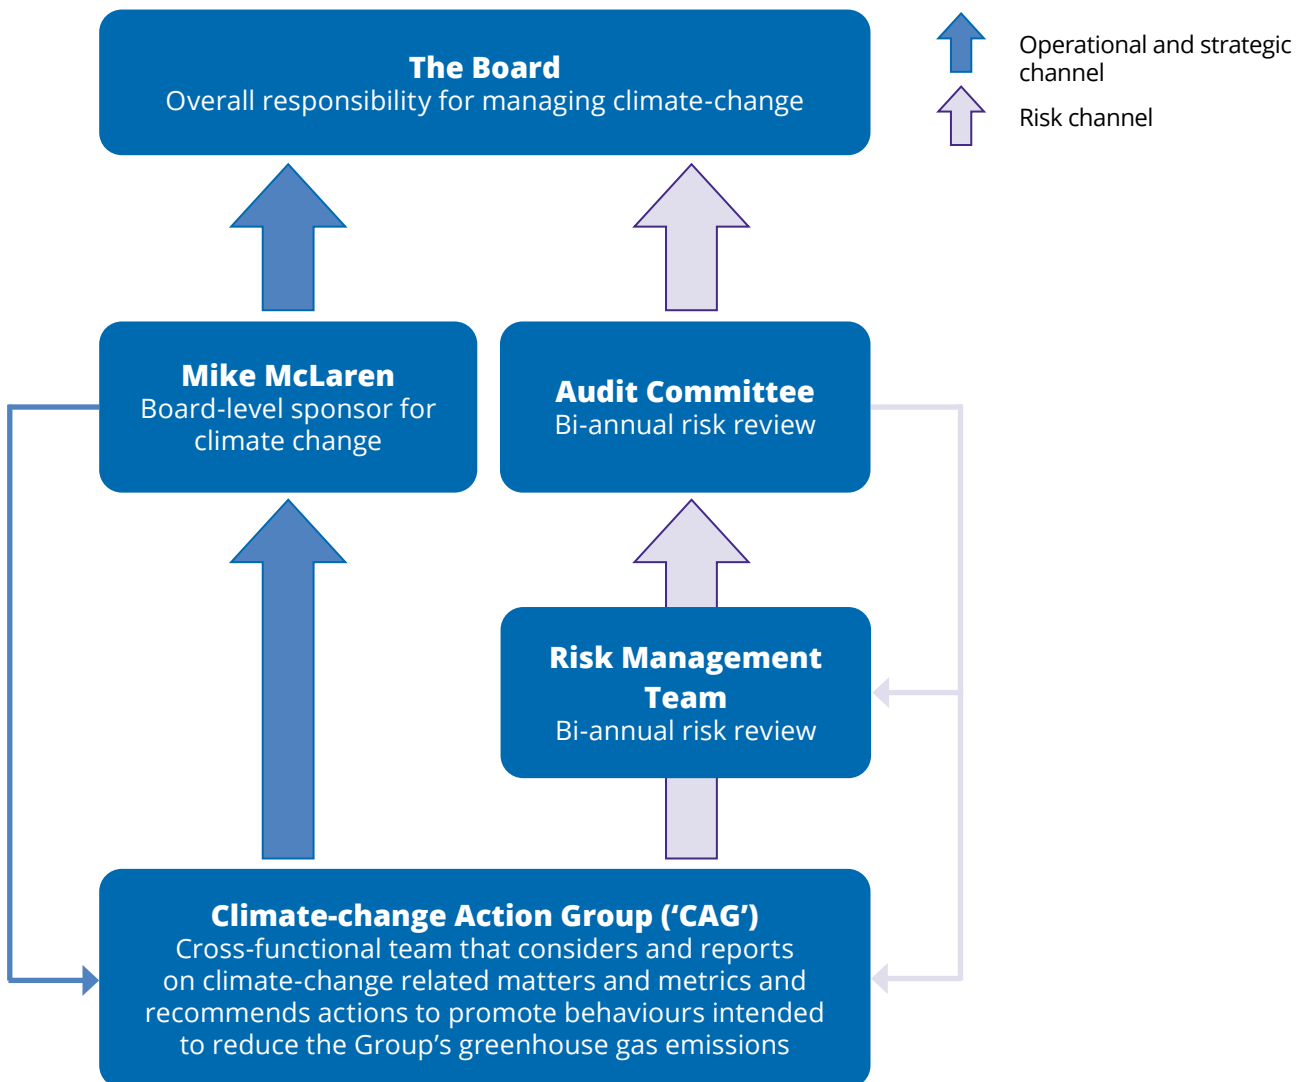 The Board
Overall responsibility for managing climate-change
Operational and strategic
channel
Risk channel
Mike McLaren
Board-level sponsor for
climate change
Audit Committee
Bi-annual risk review
Risk Management
Team
Bi-annual risk review
Climate-change Action Group (‘CAG’)
Cross-functional team that considers and reports
on climate-change related matters and metrics and
recommends actions to promote behaviours intended
to reduce the Group’s greenhouse gas emissions